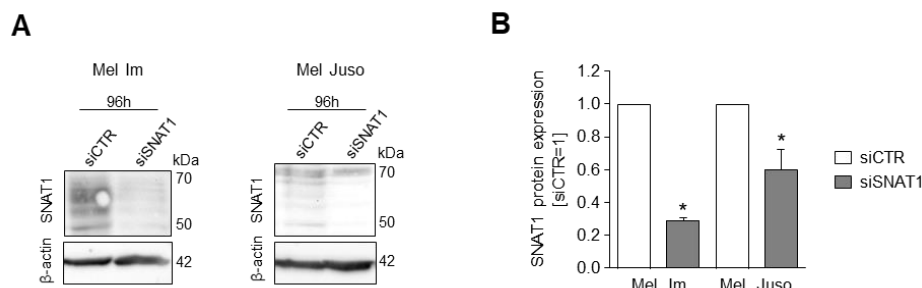 A
Mel Im
96h
siCTR
siSNAT1
kDa
SNAT1
70
50
β-actin
42
Mel Juso
96h
siCTR
siSNAT1
kDa
SNAT1
70
50
β-actin
42
B
SNAT1 protein expression
[siCTR=1]
1.2
1.0
0.8
0.6
0.4
0.2
0.0
*
*
Mel Im
Mel Juso
siCTR
siSNAT1